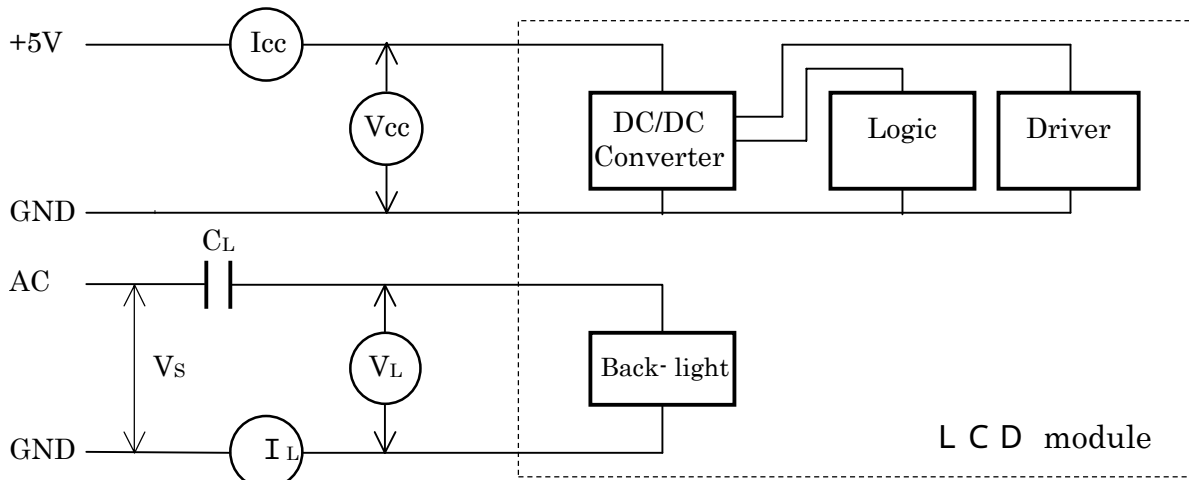 +5V
Icc
Vcc
DC/DC
Converter
Logic
Driver
GND
CL
AC
VS
VL
Back- light
GND
IL
LCD module